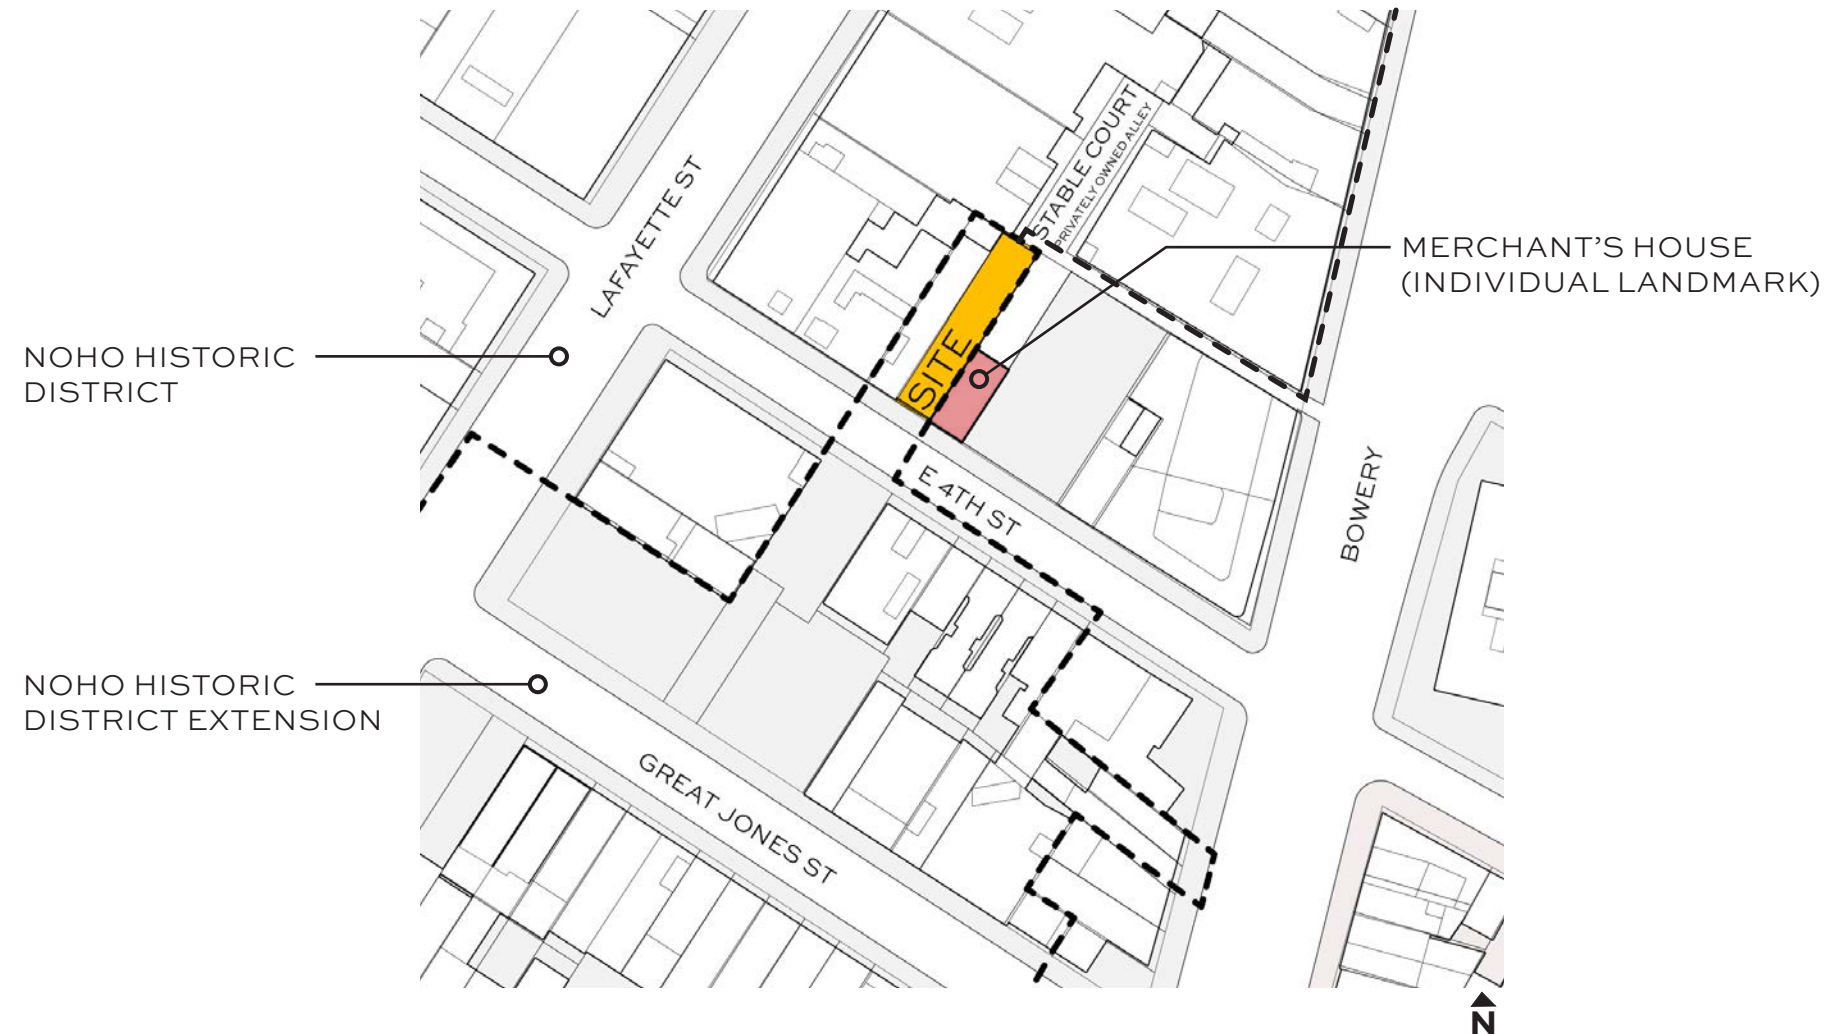 STABLE COURT
PRIVATELY OWNED ALLEY
LAFAYETTE ST
MERCHANT'S HOUSE
(INDIVIDUAL LANDMARK)
NOHO HISTORIC
DISTRICT
SITE
E 4TH ST
BOWERY
NOHO HISTORIC
DISTRICT EXTENSION
GREAT JONES ST
N